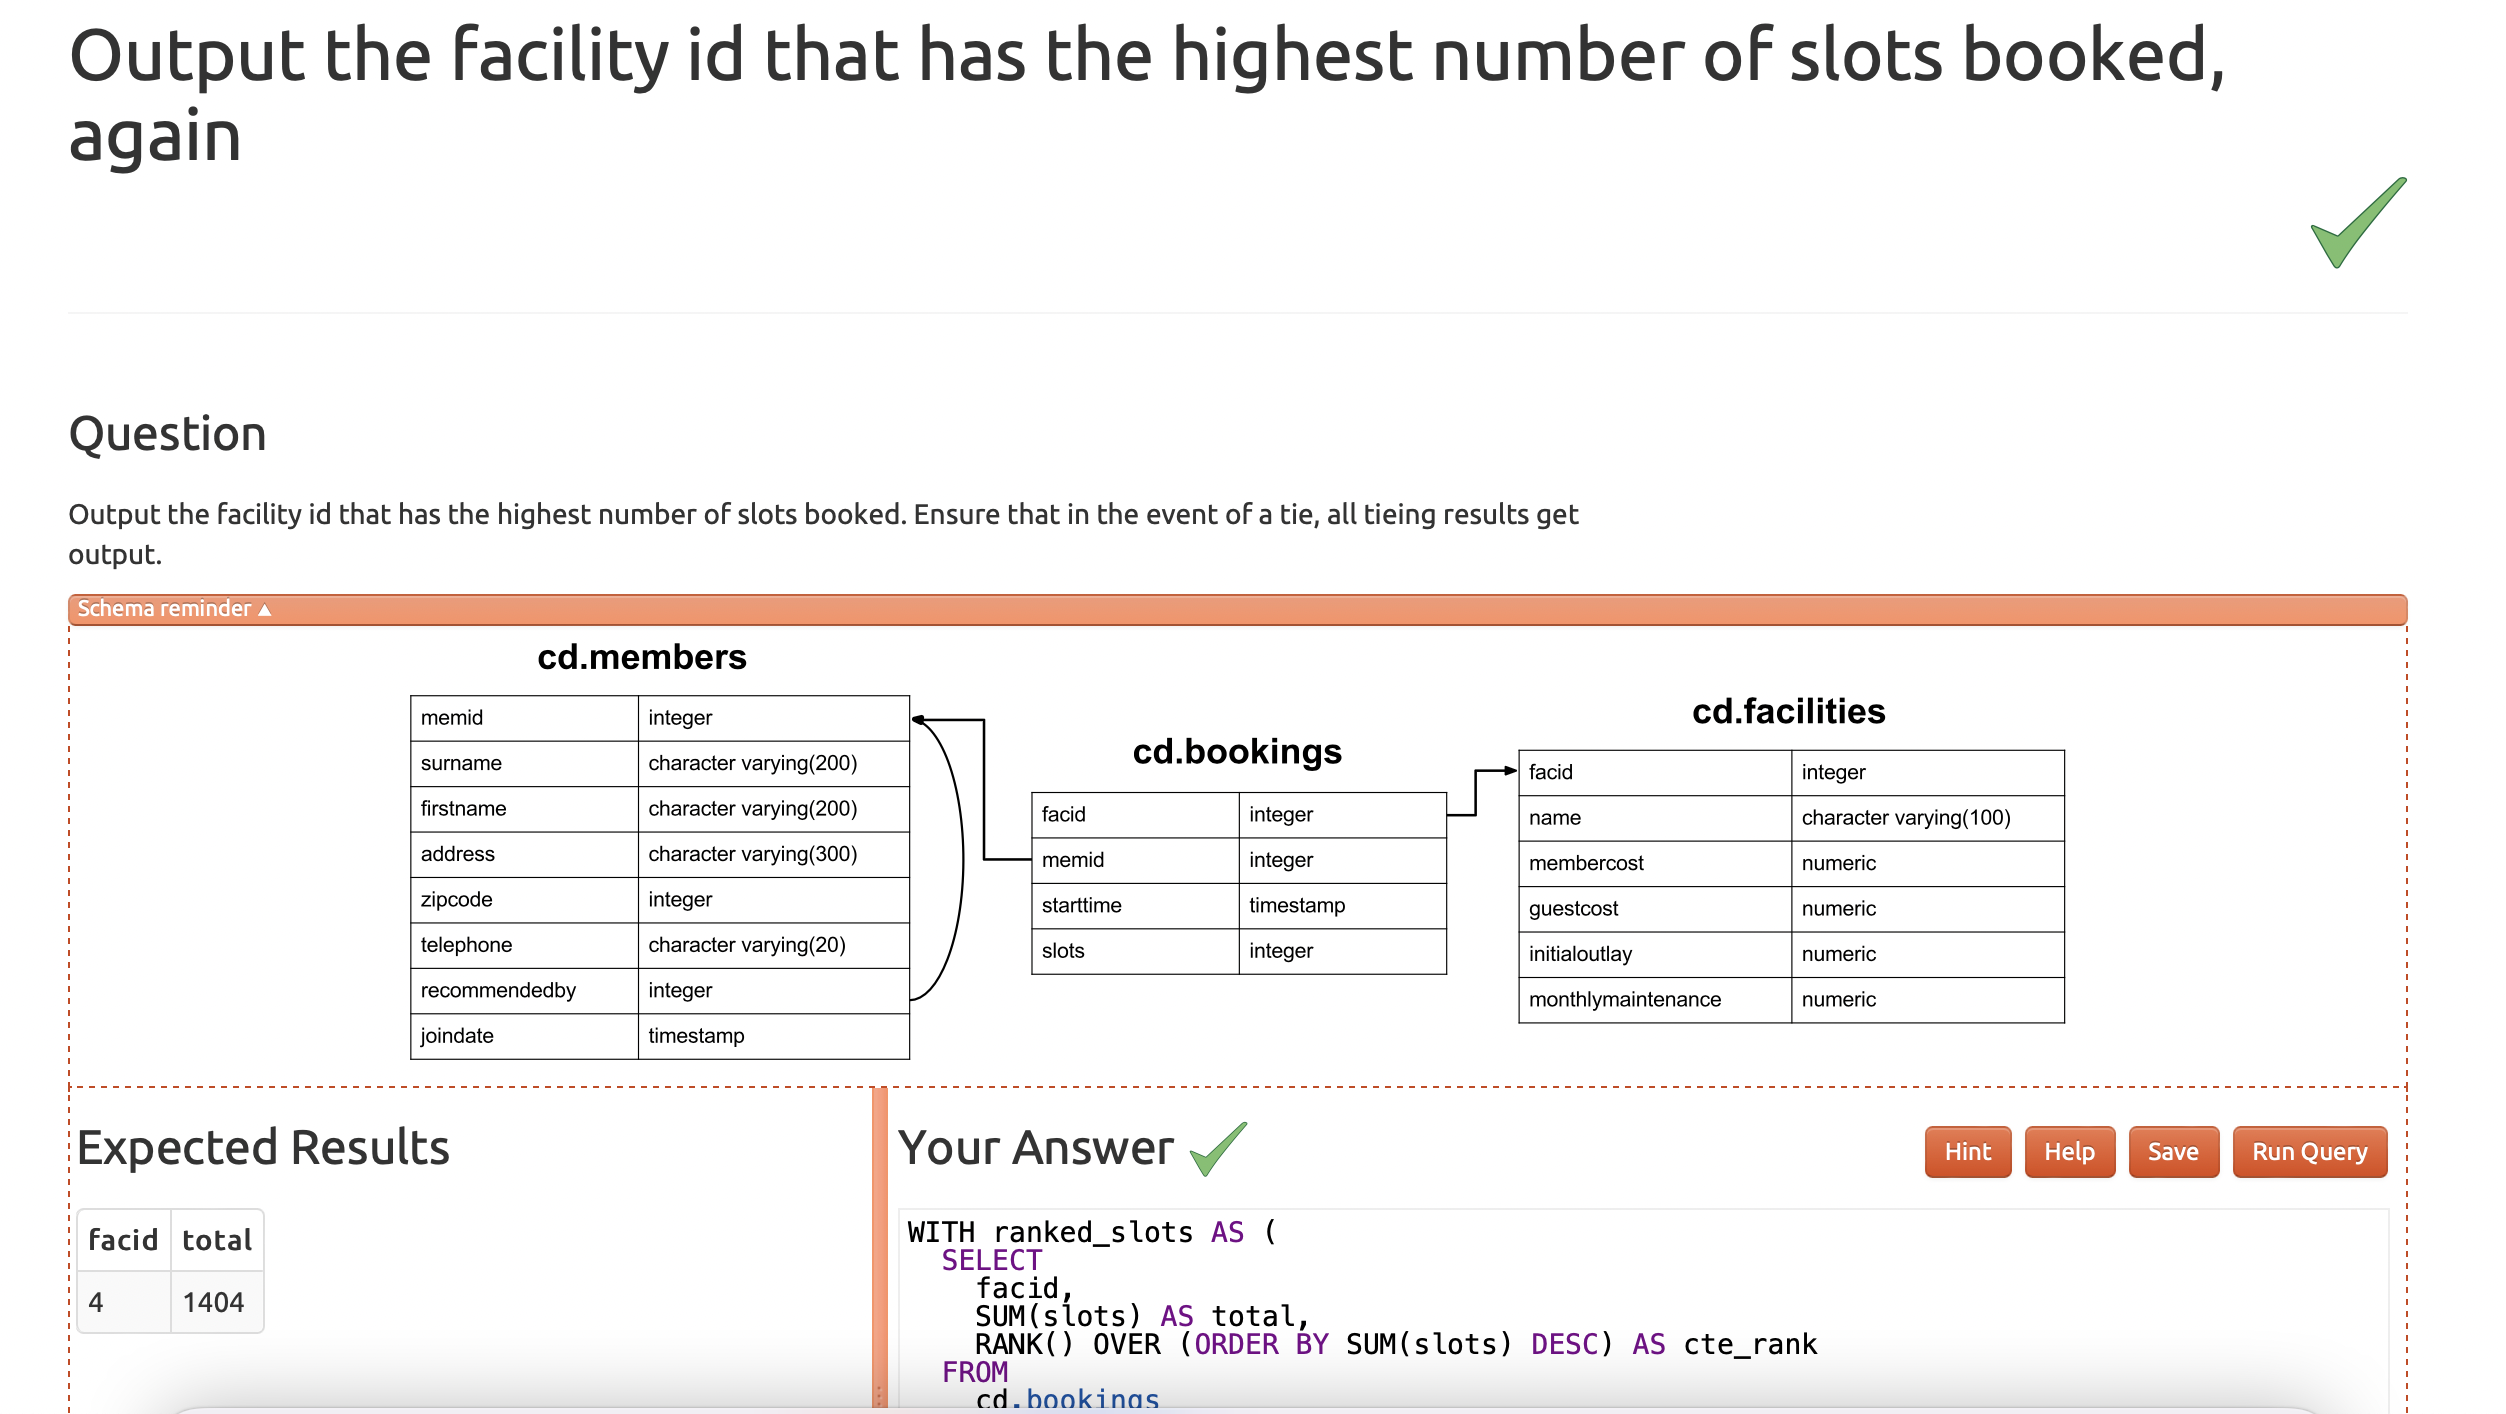 Output the facility id that has the highest number of slots booked,
again
Question
Output the facility id that has the highest number of slots booked. Ensure that in the event of a tie, all tieing results get
output.
Schema reminder
cd.members
memid integer
surname character varying(200)
firstname character varying(200)
address character varying(300)
zipcode integer
telephone character varying(20)
recommendedby integer
joindate timestamp
cd.bookings
facid integer
memid integer
starttime timestamp
slots integer
cd.facilities
facid integer
name character varying(100)
membercost numeric
guestcost numeric
initialoutlay numeric
monthlymaintenance numeric
Expected Results
facid total
4 1404
Your Answer
Hint Help Save Run Query
WITH ranked_slots AS (
SELECT
facid,
SUM(slots) AS total,
RANK() OVER (ORDER BY SUM(slots) DESC) AS cte_rank
FROM
cd.bookings